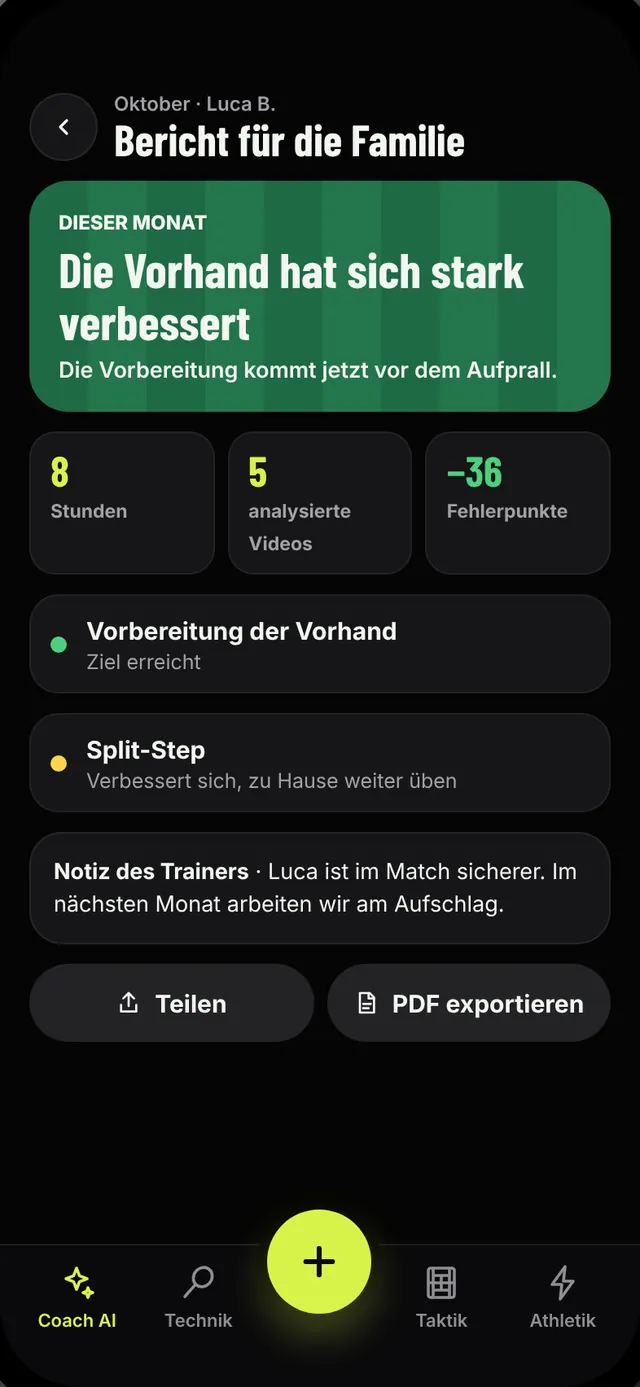 Oktober · Luca B.
Bericht für die Familie
DIESER MONAT
Die Vorhand hat sich stark
verbessert
Die Vorbereitung kommt jetzt vor dem Aufprall.
8
Stunden
5
analysierte
Videos
−36
Fehlerpunkte
Vorbereitung der Vorhand
Ziel erreicht
Split-Step
Verbessert sich, zu Hause weiter üben
Notiz des Trainers · Luca ist im Match sicherer. Im
nächsten Monat arbeiten wir am Aufschlag.
Teilen
PDF exportieren
Coach AI
Technik
Taktik
Athletik